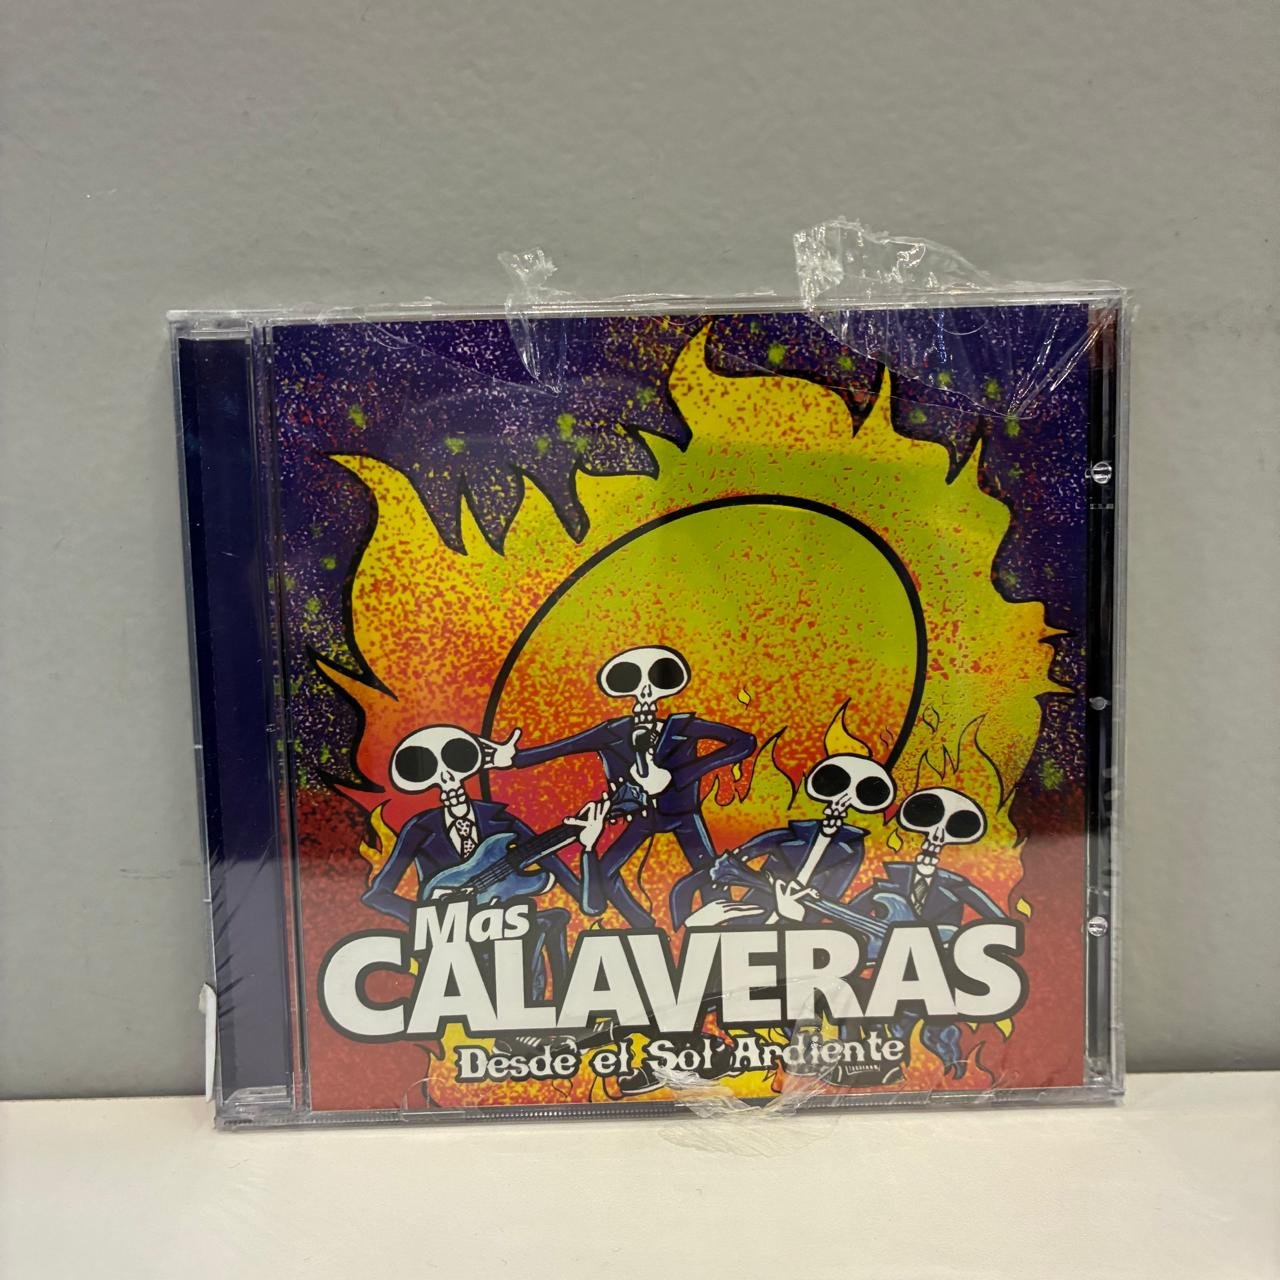 Más
CALAVERAS
Desde el Sol Ardiente